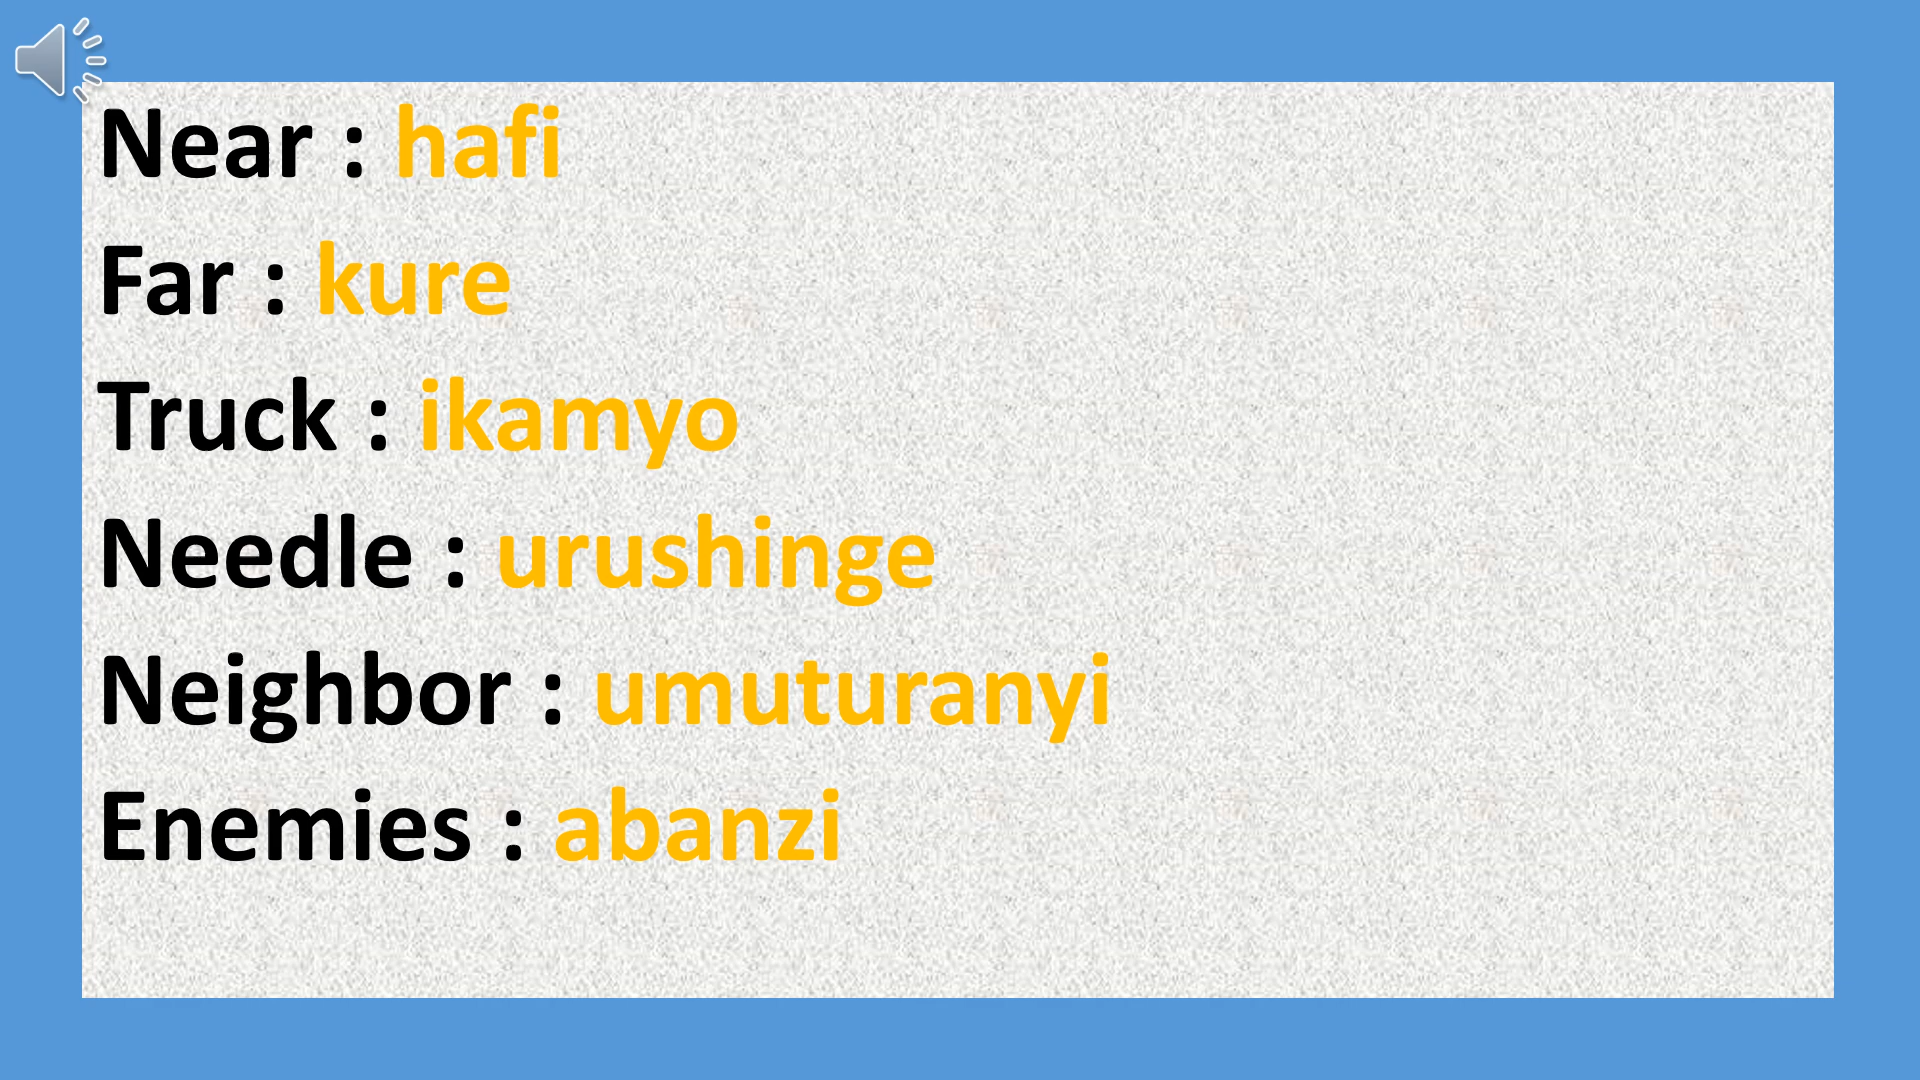 Near : hafi
Far : kure
Truck : ikamyo
Needle : urushinge
Neighbor : umuturanyi
Enemies : abanzi